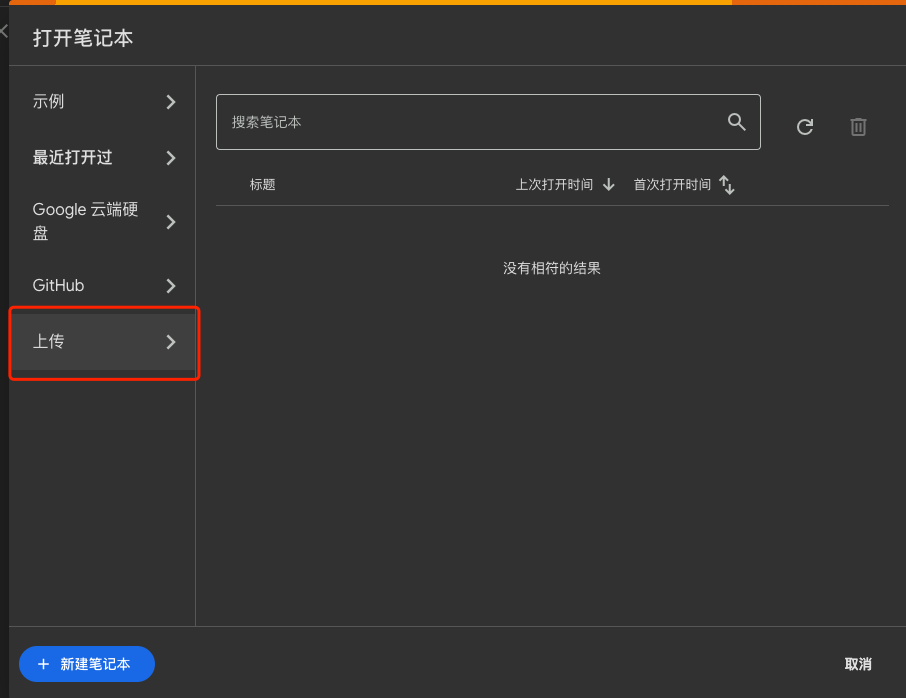 打开笔记本
示例
最近打开过
Google 云端硬
盘
GitHub
上传
搜索笔记本
标题 上次打开时间 首次打开时间
没有相符的结果
+ 新建笔记本
取消